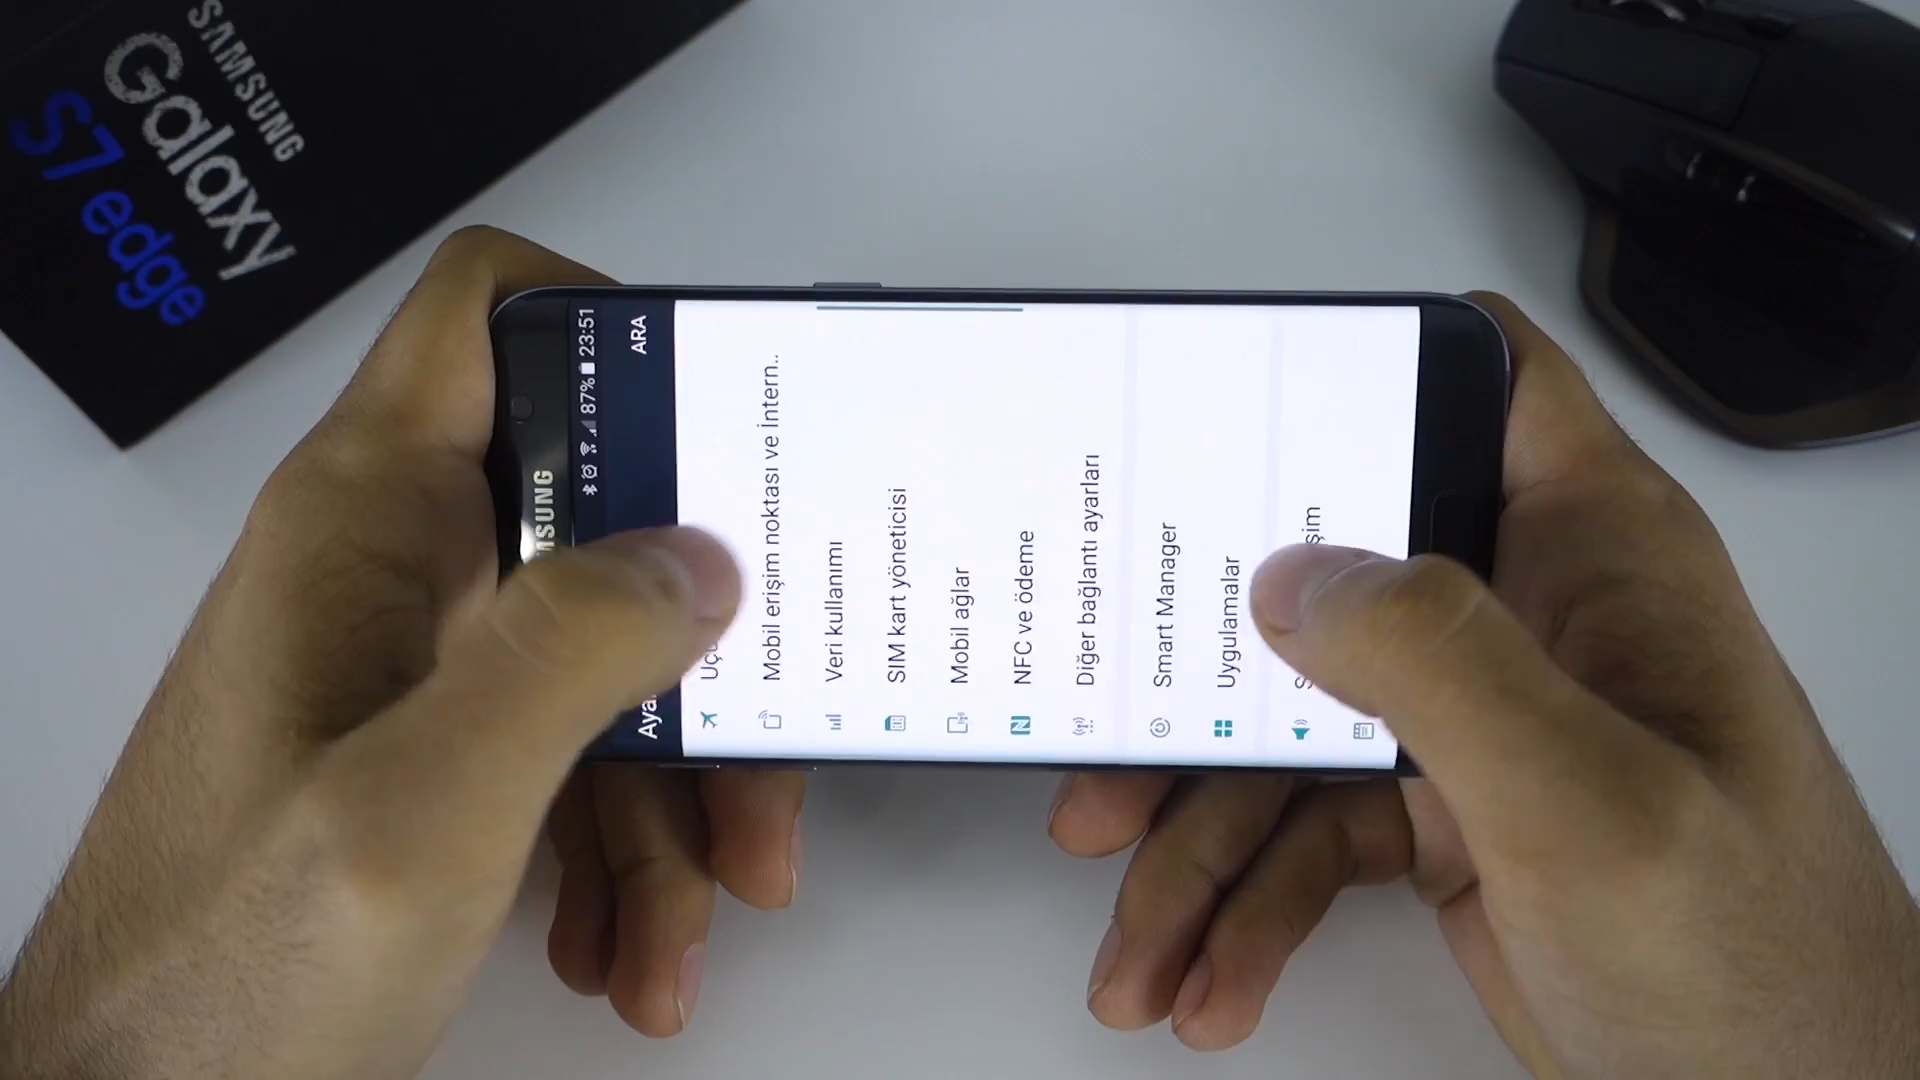 SAMSUNG
Galaxy
S7 edge
87% 23:51
ARA
Mobil erişim noktası ve İntern..
Veri kullanımı
SIM kart yöneticisi
Mobil ağlar
NFC ve ödeme
Diğer bağlantı ayarları
Smart Manager
Uygulamalar